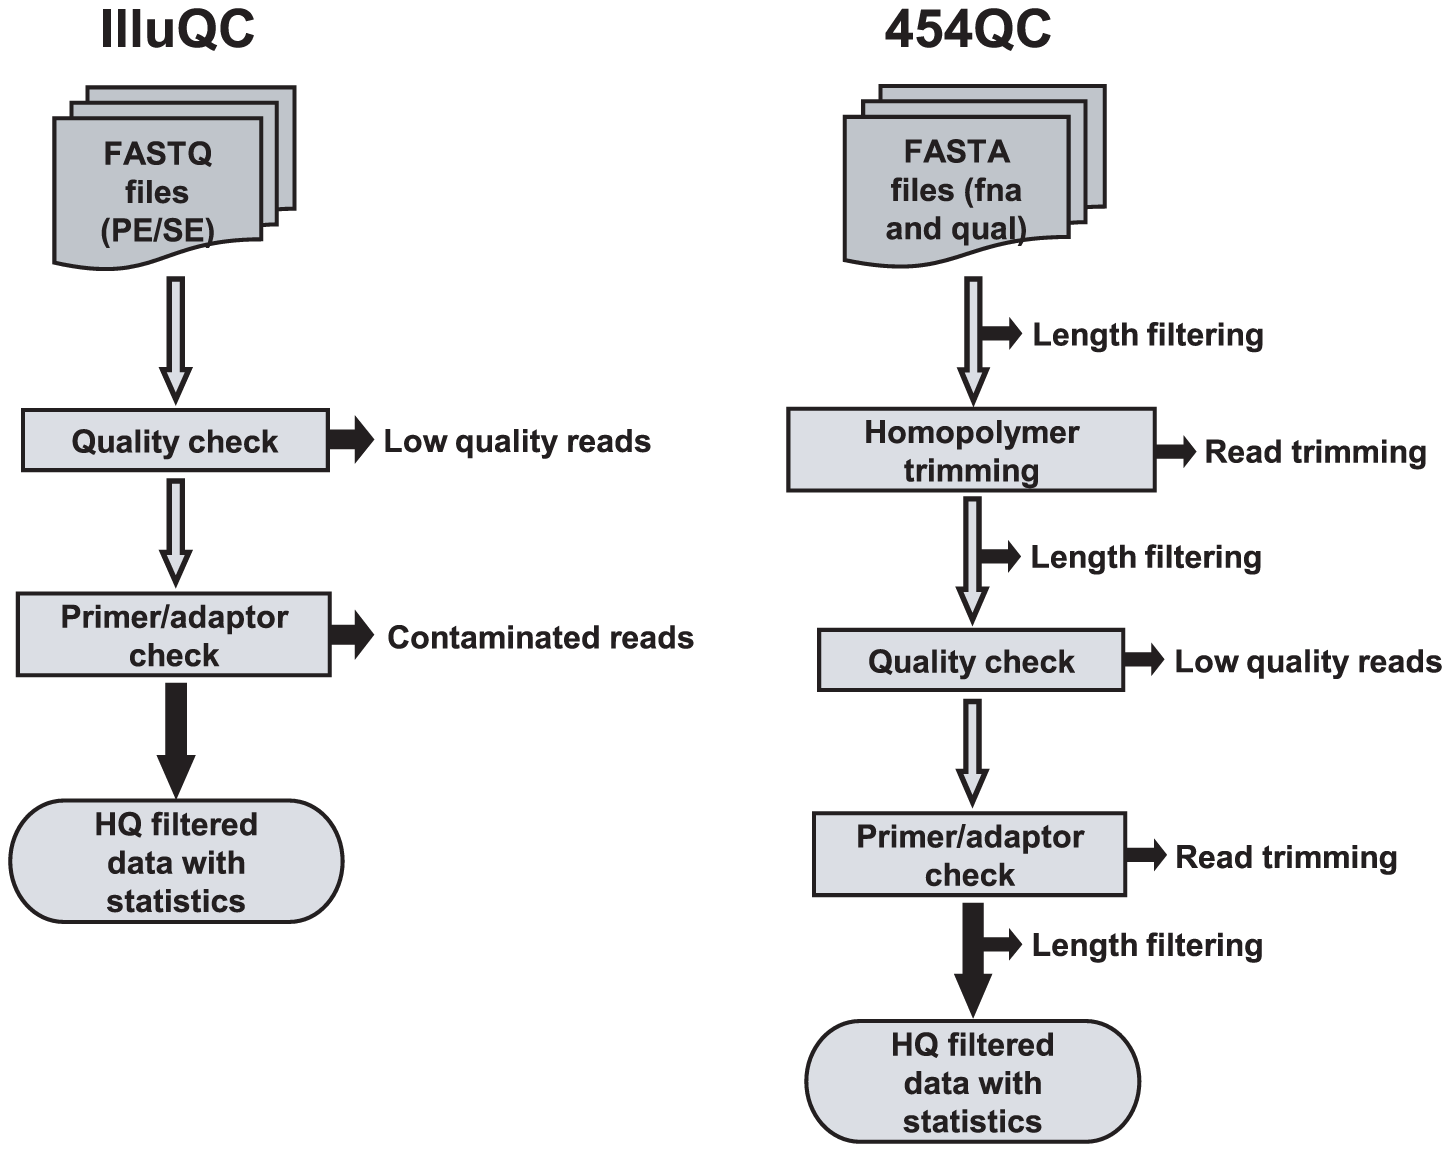 IlluQC
FASTQ
files
(PE/SE)
Quality check
Low quality reads
Primer/adaptor
check
Contaminated reads
HQ filtered
data with
statistics
454QC
FASTA
files (fna
and qual)
Length filtering
Homopolymer
trimming
Read trimming
Length filtering
Quality check
Low quality reads
Primer/adaptor
check
Read trimming
Length filtering
HQ filtered
data with
statistics